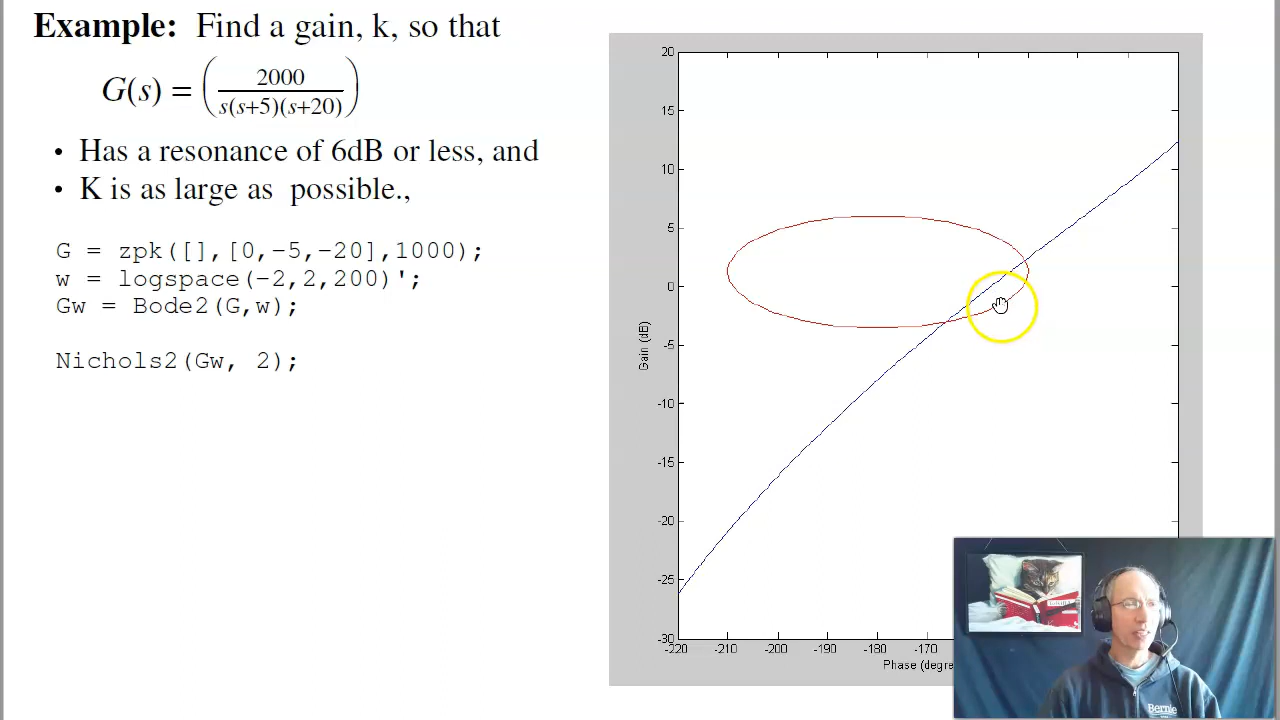 Example: Find a gain, k, so that
G(s) = ( 2000 / s(s+5)(s+20) )
• Has a resonance of 6dB or less, and
• K is as large as possible.,
G = zpk([],[0,-5,-20],1000);
w = logspace(-2,2,200)';
Gw = Bode2(G,w);
Nichols2(Gw, 2);
20
15
10
5
0
-5
-10
-15
-20
-25
-30
Gain (dB)
-220 -210 -200 -190 -180 -170
Phase (degre
Bernie